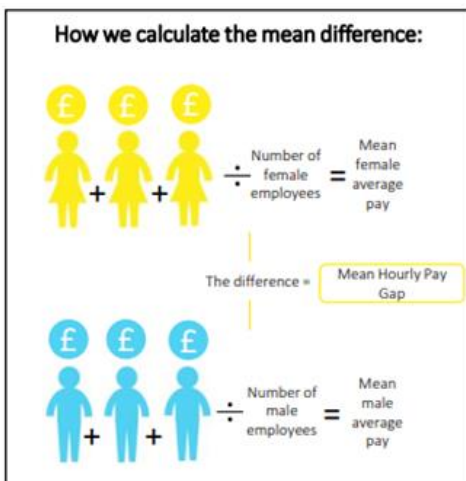 How we calculate the mean difference:
£ £ £
+ + ÷ Number of female employees = Mean female average pay
The difference = Mean Hourly Pay Gap
£ £ £
+ + ÷ Number of male employees = Mean male average pay